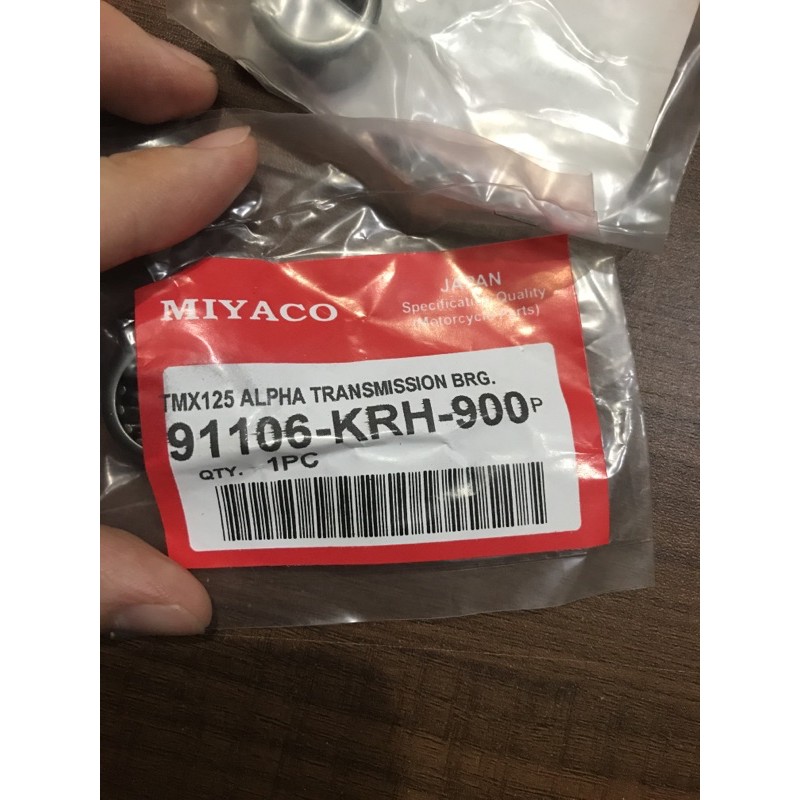 MIYACO
JAPAN
Specification Quality
(Motorcycle Parts)
TMX125 ALPHA TRANSMISSION BRG.
91106-KRH-900P
QTY. 1PC